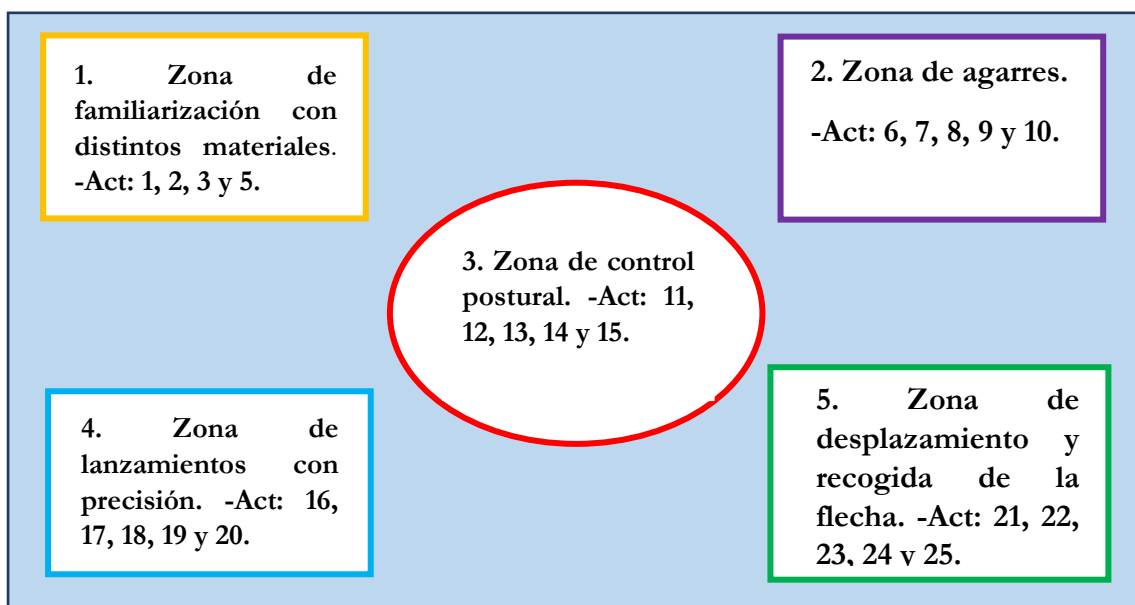 1. Zona de
familiarización con
distintos materiales.
-Act: 1, 2, 3 y 5.
2. Zona de agarres.
-Act: 6, 7, 8, 9 y 10.
3. Zona de control
postural. -Act: 11,
12, 13, 14 y 15.
4. Zona de
lanzamientos con
precisión. -Act: 16,
17, 18, 19 y 20.
5. Zona de
desplazamiento y
recogida de la
flecha. -Act: 21, 22,
23, 24 y 25.